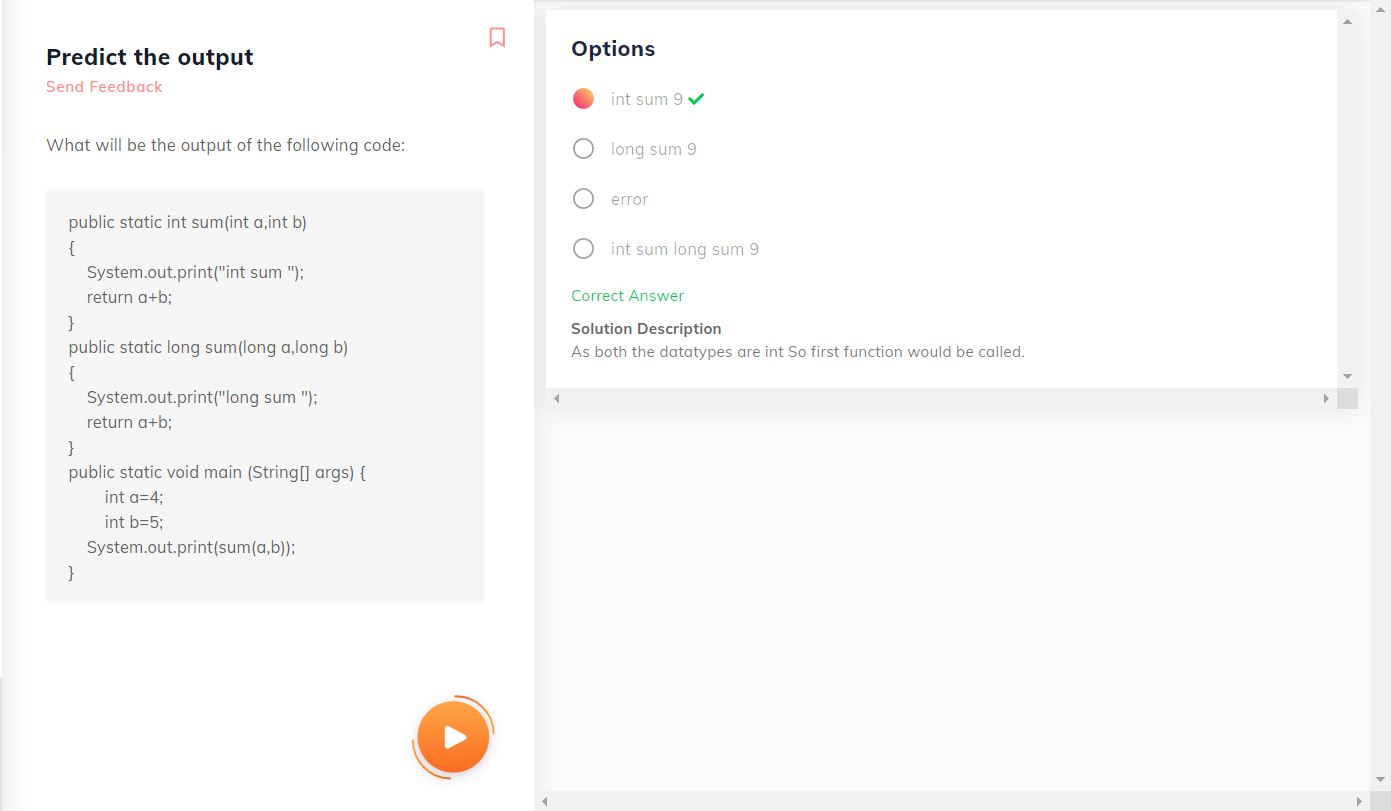 Predict the output
Send Feedback
What will be the output of the following code:
public static int sum(int a,int b)
{
    System.out.print("int sum ");
    return a+b;
}
public static long sum(long a,long b)
{
    System.out.print("long sum ");
    return a+b;
}
public static void main (String[] args) {
        int a=4;
        int b=5;
    System.out.print(sum(a,b));
}
Options
int sum 9
long sum 9
error
int sum long sum 9
Correct Answer
Solution Description
As both the datatypes are int So first function would be called.